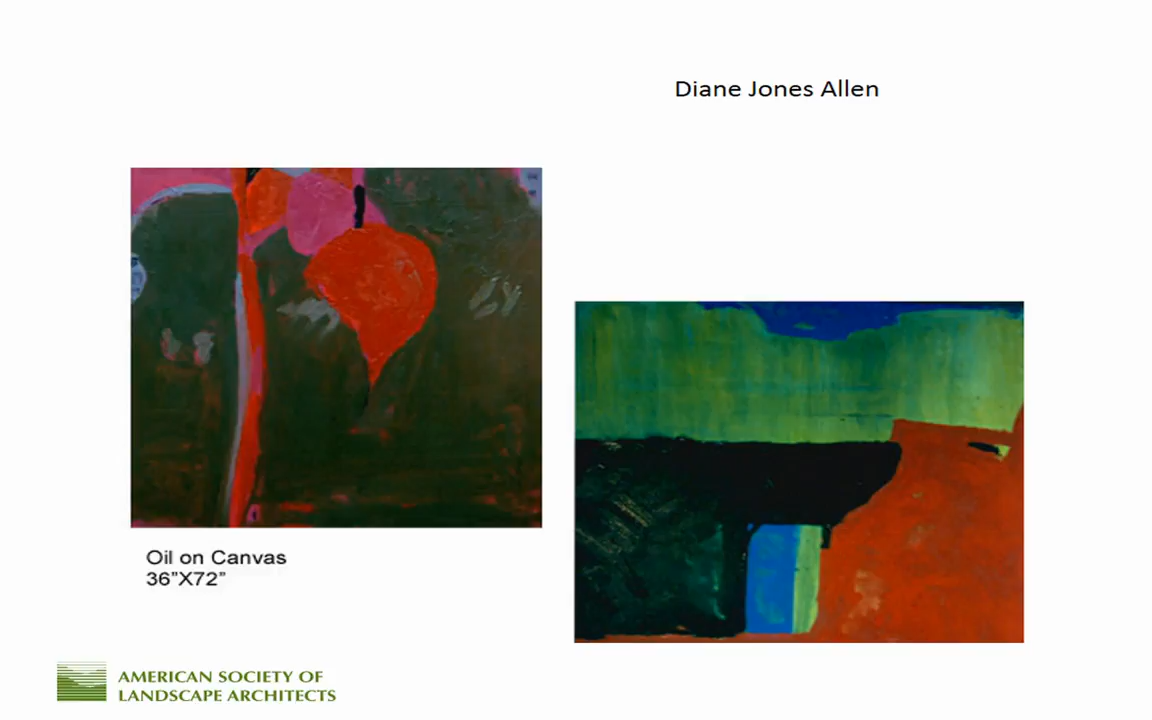 Diane Jones Allen
Oil on Canvas
36”X72”
AMERICAN SOCIETY OF
LANDSCAPE ARCHITECTS